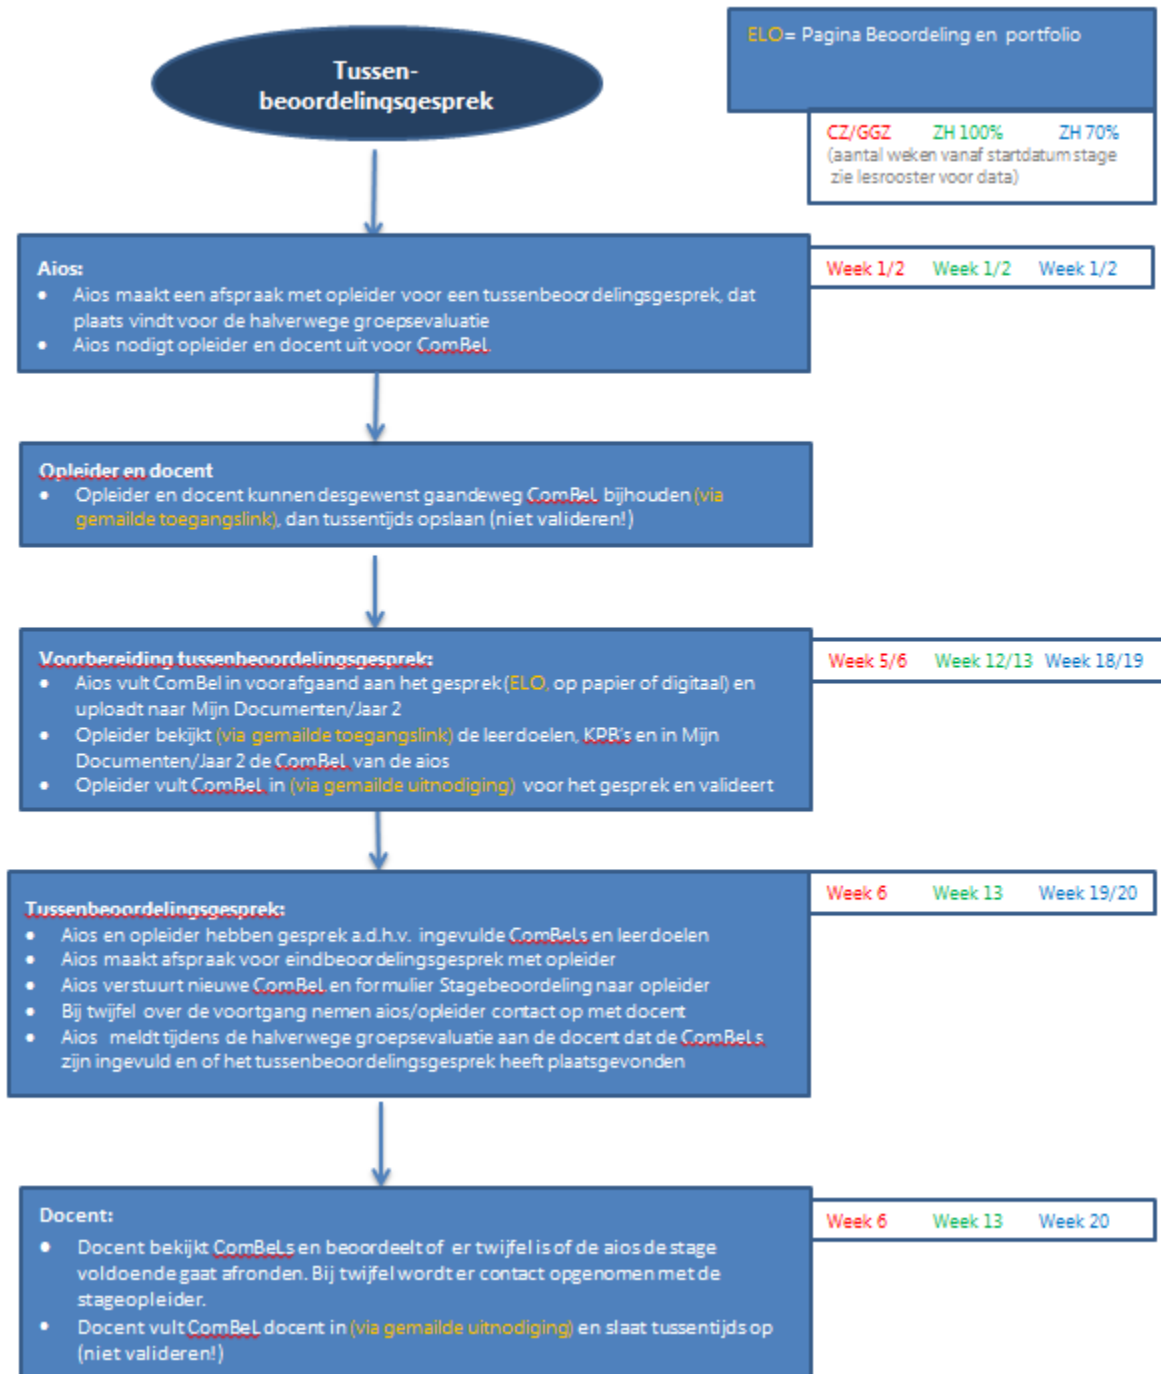 Tussen-
beoordelingsgesprek
ELO= Pagina Beoordeling en portfolio
CZ/GGZ ZH 100% ZH 70%
(aantal weken vanaf startdatum stage
zie lesrooster voor data)
Aios:
• Aios maakt een afspraak met opleider voor een tussenbeoordelingsgesprek, dat
plaats vindt voor de halverwege groepsevaluatie
• Aios nodigt opleider en docent uit voor ComBeL.
Week 1/2 Week 1/2 Week 1/2
Opleider en docent
• Opleider en docent kunnen desgewenst gaandeweg ComBeL bijhouden (via
gemailde toegangslink), dan tussentijds opslaan (niet valideren!)
Voorbereiding tussenbeoordelingsgesprek:
• Aios vult ComBel in voorafgaand aan het gesprek (ELO, op papier of digitaal) en
uploadt naar Mijn Documenten/Jaar 2
• Opleider bekijkt (via gemailde toegangslink) de leerdoelen, KPB's en in Mijn
Documenten/Jaar 2 de ComBeL van de aios
• Opleider vult ComBeL in (via gemailde uitnodiging) voor het gesprek en valideert
Week 5/6 Week 12/13 Week 18/19
Tussenbeoordelingsgesprek:
• Aios en opleider hebben gesprek a.d.h.v. ingevulde ComBeLs en leerdoelen
• Aios maakt afspraak voor eindbeoordelingsgesprek met opleider
• Aios verstuurt nieuwe ComBeL en formulier Stagebeoordeling naar opleider
• Bij twijfel over de voortgang nemen aios/opleider contact op met docent
• Aios meldt tijdens de halverwege groepsevaluatie aan de docent dat de ComBeLs
zijn ingevuld en of het tussenbeoordelingsgesprek heeft plaatsgevonden
Week 6 Week 13 Week 19/20
Docent:
• Docent bekijkt ComBeLs en beoordeelt of er twijfel is of de aios de stage
voldoende gaat afronden. Bij twijfel wordt er contact opgenomen met de
stageopleider.
• Docent vult ComBeL docent in (via gemailde uitnodiging) en slaat tussentijds op
(niet valideren!)
Week 6 Week 13 Week 20